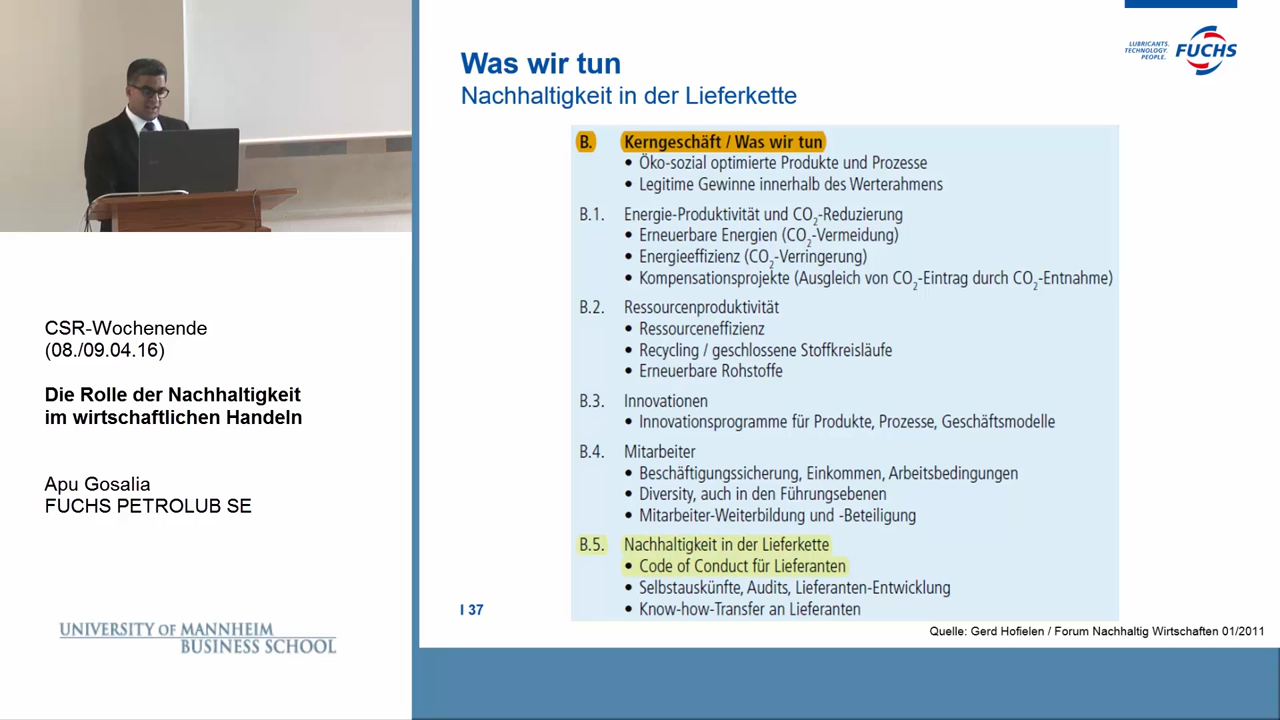 Was wir tun
Nachhaltigkeit in der Lieferkette
LUBRICANTS.
TECHNOLOGY.
PEOPLE.
FUCHS
B. Kerngeschäft / Was wir tun
• Öko-sozial optimierte Produkte und Prozesse
• Legitime Gewinne innerhalb des Werterahmens
B.1. Energie-Produktivität und CO₂-Reduzierung
• Erneuerbare Energien (CO₂-Vermeidung)
• Energieeffizienz (CO₂-Verringerung)
• Kompensationsprojekte (Ausgleich von CO₂-Eintrag durch CO₂-Entnahme)
B.2. Ressourcenproduktivität
• Ressourceneffizienz
• Recycling / geschlossene Stoffkreisläufe
• Erneuerbare Rohstoffe
B.3. Innovationen
• Innovationsprogramme für Produkte, Prozesse, Geschäftsmodelle
B.4. Mitarbeiter
• Beschäftigungssicherung, Einkommen, Arbeitsbedingungen
• Diversity, auch in den Führungsebenen
• Mitarbeiter-Weiterbildung und -Beteiligung
B.5. Nachhaltigkeit in der Lieferkette
• Code of Conduct für Lieferanten
• Selbstauskünfte, Audits, Lieferanten-Entwicklung
• Know-how-Transfer an Lieferanten
I 37
Quelle: Gerd Hofielen / Forum Nachhaltig Wirtschaften 01/2011
CSR-Wochenende
(08./09.04.16)
Die Rolle der Nachhaltigkeit
im wirtschaftlichen Handeln
Apu Gosalia
FUCHS PETROLUB SE
UNIVERSITY OF MANNHEIM
BUSINESS SCHOOL